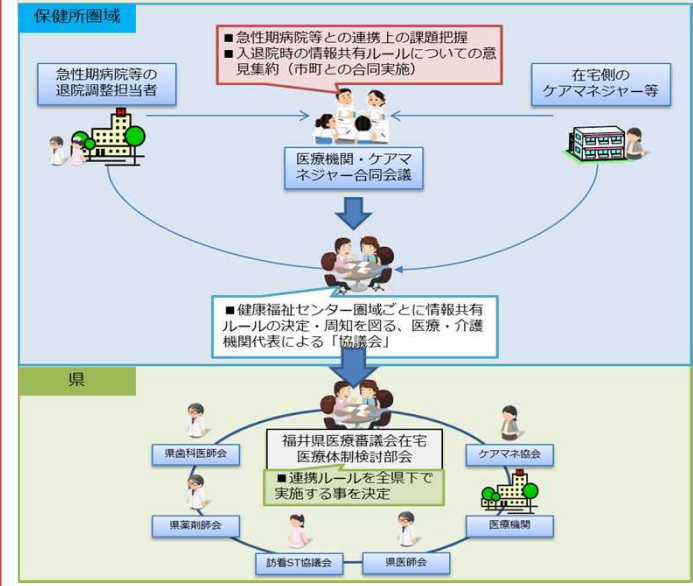 保健所圏域
■急性期病院等との連携上の課題把握
■入退院時の情報共有ルールについての意
見集約（市町との合同実施）
急性期病院等の
退院調整担当者
在宅側の
ケアマネジャー等
医療機関・ケアマ
ネジャー合同会議
■健康福祉センター圏域ごとに情報共有
ルールの決定・周知を図る、医療・介護
機関代表による「協議会」
県
福井県医療審議会在宅
医療体制検討部会
■連携ルールを全県下で
実施する事を決定
県歯科医師会
ケアマネ協会
県薬剤師会
医療機関
訪看ST協議会
県医師会